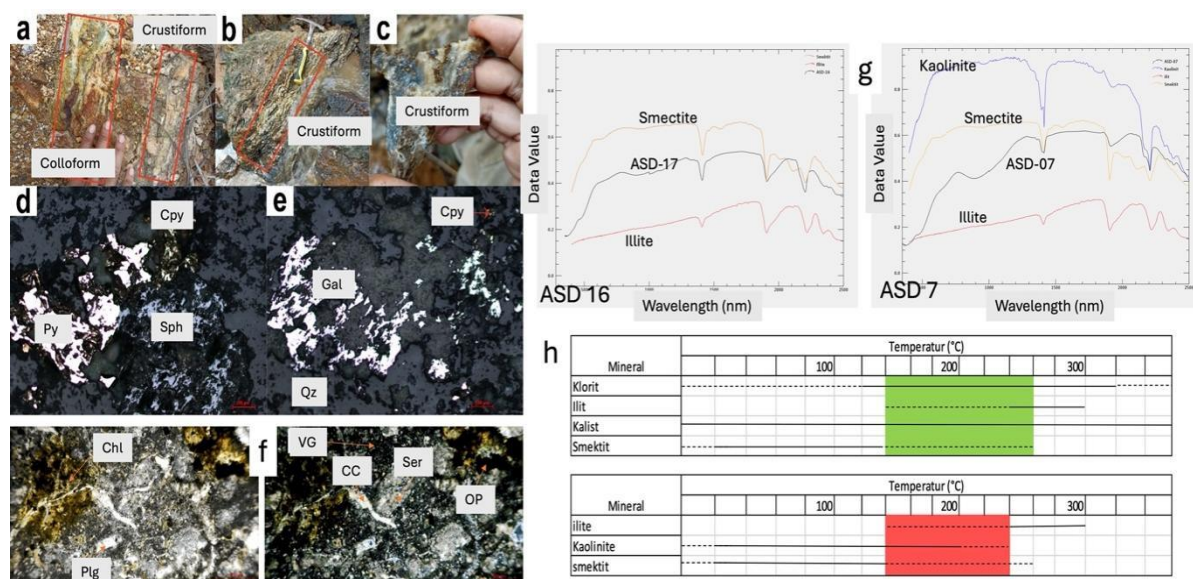 a
Crustiform
Colloform
b
Crustiform
c
Crustiform
d
Cpy
Py
Sph
e
Cpy
Gal
Qz
Chl
Plg
f
VG
CC
Ser
OP
Smectite
ASD-17
Illite
Data Value
Wavelength (nm)
ASD 16
g
Kaolinite
Smectite
ASD-07
Illite
Data Value
Wavelength (nm)
ASD 7
h
Mineral
Temperatur (°C)
100
200
300
Klorit
Ilit
Kalist
Smektit
Mineral
Temperatur (°C)
100
200
300
ilite
Kaolinite
smektit